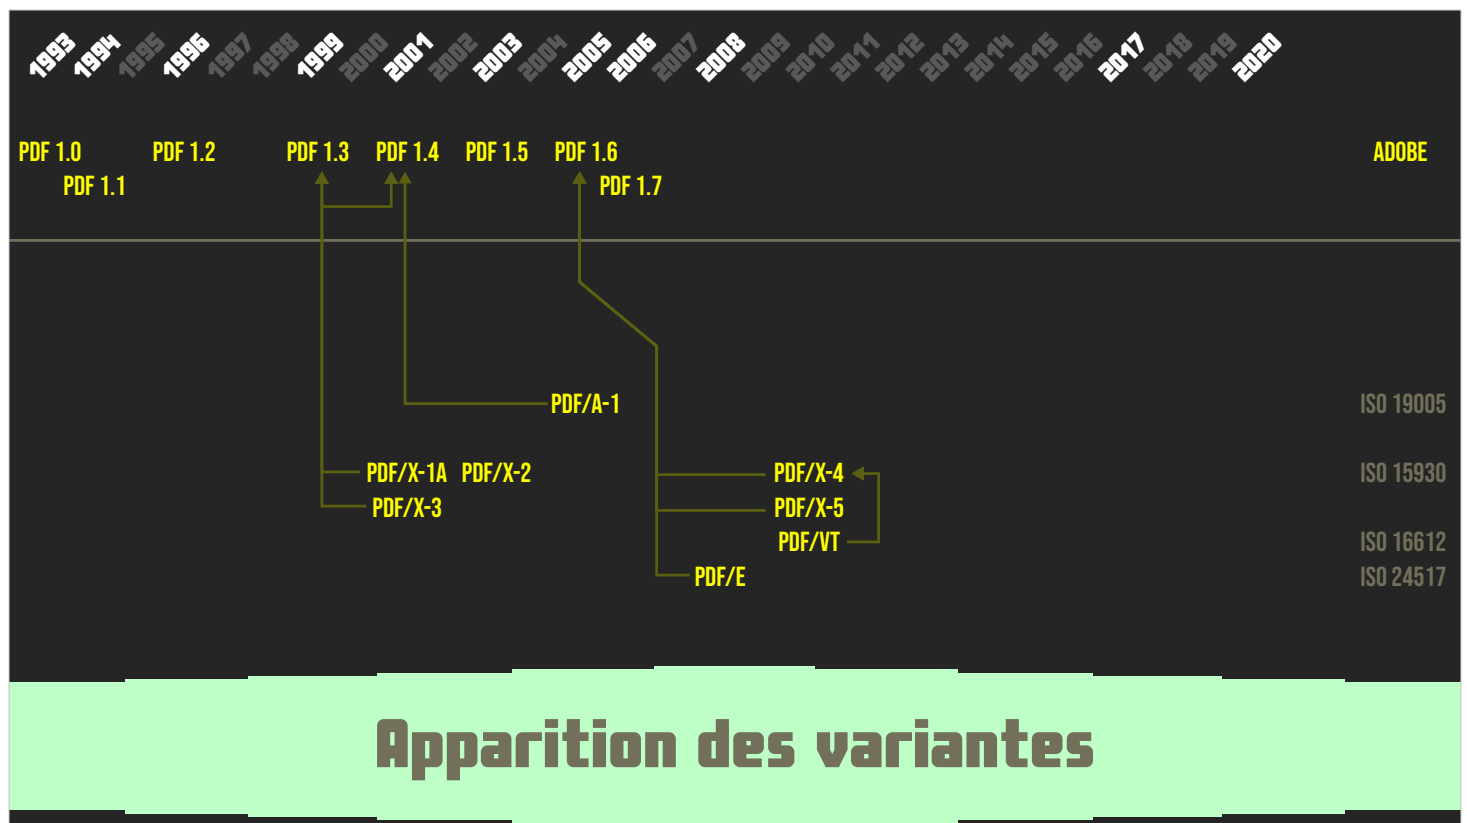 1993 1994 1995 1996 1997 1998 1999 2000 2001 2002 2003 2004 2005 2006 2007 2008 2009 2010 2011 2012 2013 2014 2015 2016 2017 2018 2019 2020
PDF 1.0 PDF 1.2 PDF 1.3 PDF 1.4 PDF 1.5 PDF 1.6 ADOBE
PDF 1.1 PDF 1.7
PDF/A-1 ISO 19005
PDF/X-1A PDF/X-2 PDF/X-4 ISO 15930
PDF/X-3 PDF/X-5
PDF/VT ISO 16612
PDF/E ISO 24517
Apparition des variantes